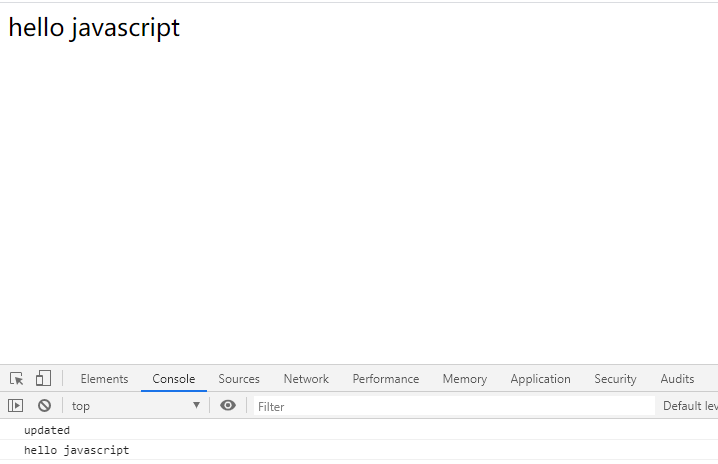 hello javascript
Elements Console Sources Network Performance Memory Application Security Audits
top Filter Default lev
updated
hello javascript